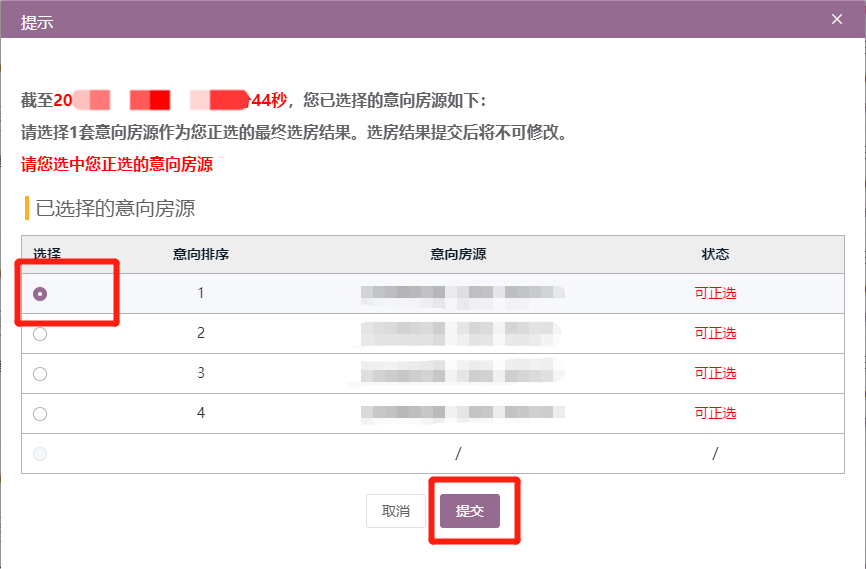 提示
截至20 44秒，您已选择的意向房源如下：
请选择1套意向房源作为您正选的最终选房结果。选房结果提交后将不可修改。
请您选中您正选的意向房源
已选择的意向房源
选择 意向排序 意向房源 状态
1 可正选
2 可正选
3 可正选
4 可正选
/ /
取消 提交